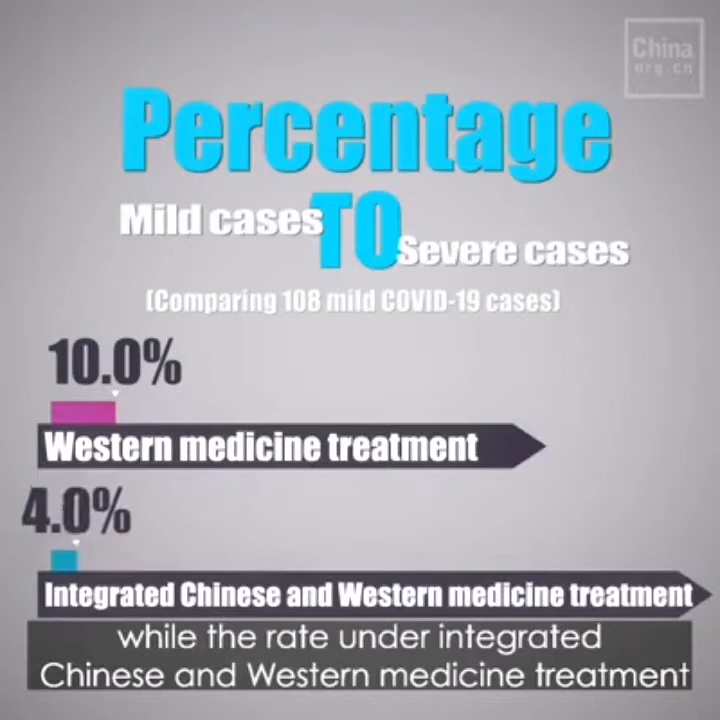 China
org.cn
Percentage
Mild cases TO Severe cases
(Comparing 108 mild COVID-19 cases)
10.0%
Western medicine treatment
4.0%
Integrated Chinese and Western medicine treatment
while the rate under integrated
Chinese and Western medicine treatment